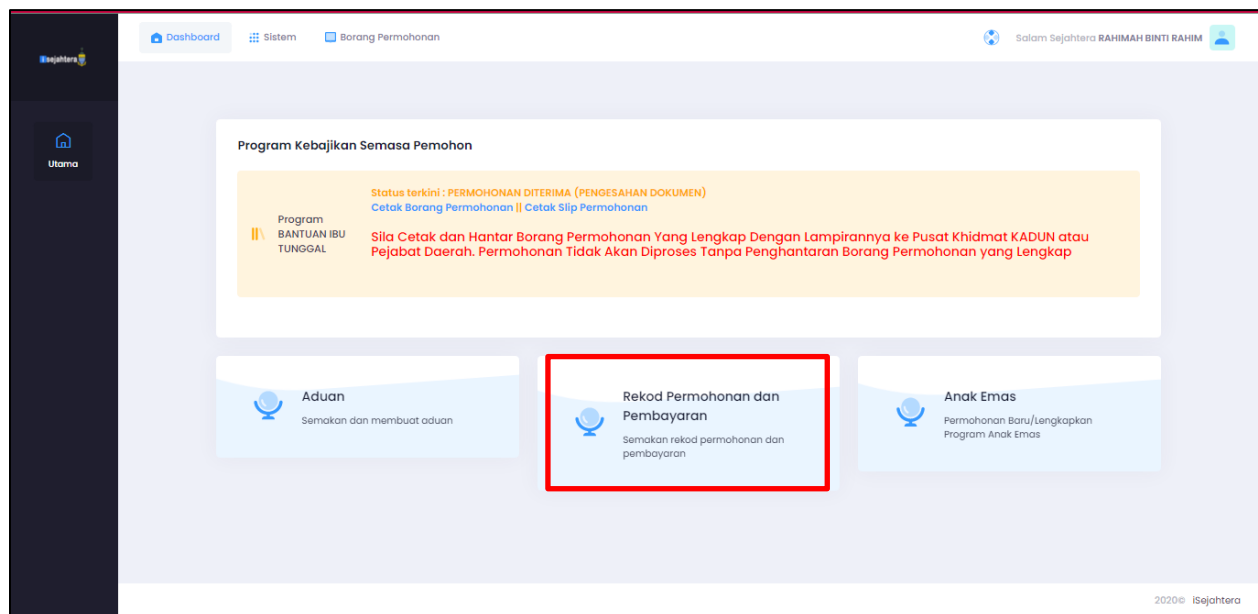 isejahtera
Dashboard
Sistem
Borang Permohonan
Salam Sejahtera RAHIMAH BINTI RAHIM
Utama
Program Kebajikan Semasa Pemohon
Program
BANTUAN IBU
TUNGGAL
Status terkini : PERMOHONAN DITERIMA (PENGESAHAN DOKUMEN)
Cetak Borang Permohonan || Cetak Slip Permohonan
Sila Cetak dan Hantar Borang Permohonan Yang Lengkap Dengan Lampirannya ke Pusat Khidmat KADUN atau
Pejabat Daerah. Permohonan Tidak Akan Diproses Tanpa Penghantaran Borang Permohonan yang Lengkap
Aduan
Semakan dan membuat aduan
Rekod Permohonan dan
Pembayaran
Semakan rekod permohonan dan
pembayaran
Anak Emas
Permohonan Baru/Lengkapkan
Program Anak Emas
2020© iSejahtera